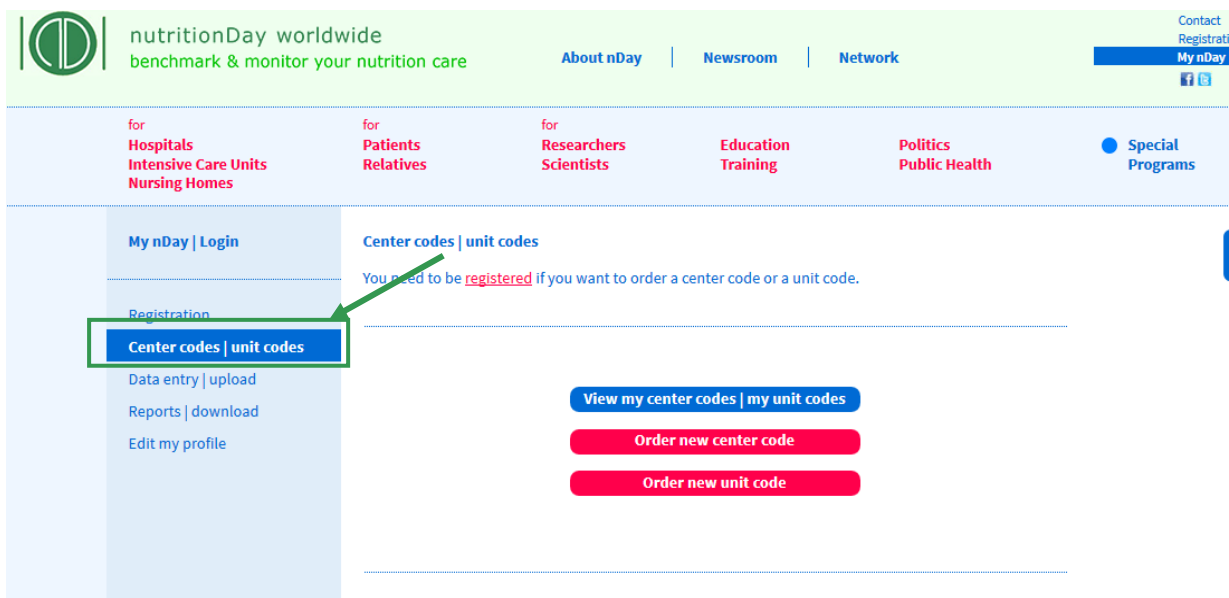 nutritionDay worldwide
benchmark & monitor your nutrition care
About nDay
Newsroom
Network
Contact
Registrati
My nDay
for
Hospitals
Intensive Care Units
Nursing Homes
for
Patients
Relatives
for
Researchers
Scientists
Education
Training
Politics
Public Health
Special
Programs
My nDay | Login
Registration
Center codes | unit codes
Data entry | upload
Reports | download
Edit my profile
Center codes | unit codes
You need to be registered if you want to order a center code or a unit code.
View my center codes | my unit codes
Order new center code
Order new unit code